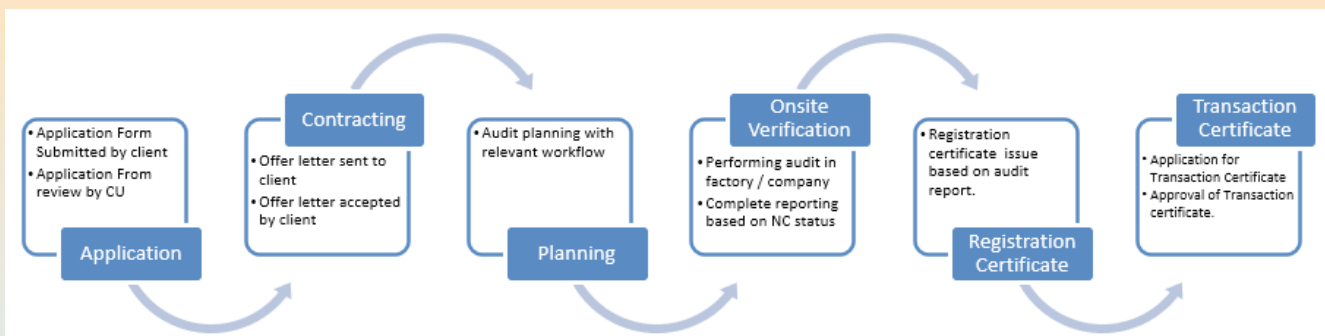 • Application Form
Submitted by client
• Application From
review by CU
Application
Contracting
• Offer letter sent to
client
• Offer letter accepted
by client
• Audit planning with
relevant workflow
Planning
Onsite
Verification
• Performing audit in
factory / company
• Complete reporting
based on NC status
• Registration
certificate issue
based on audit
report.
Registration
Certificate
Transaction
Certificate
• Application for
Transaction Certificate
• Approval of Transaction
certificate.